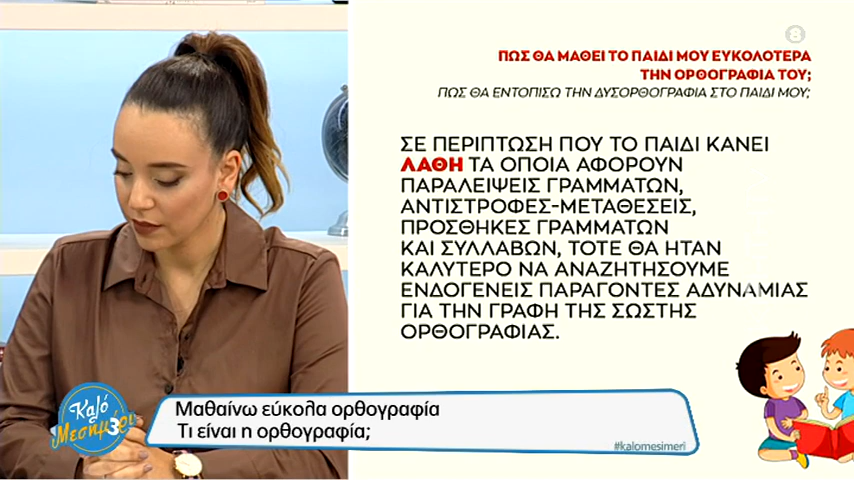 8
ΠΩΣ ΘΑ ΜΑΘΕΙ ΤΟ ΠΑΙΔΙ ΜΟΥ ΕΥΚΟΛΟΤΕΡΑ
ΤΗΝ ΟΡΘΟΓΡΑΦΙΑ ΤΟΥ;
ΠΩΣ ΘΑ ΕΝΤΟΠΙΣΩ ΤΗΝ ΔΥΣΟΡΘΟΓΡΑΦΙΑ ΣΤΟ ΠΑΙΔΙ ΜΟΥ;
ΣΕ ΠΕΡΙΠΤΩΣΗ ΠΟΥ ΤΟ ΠΑΙΔΙ ΚΑΝΕΙ
ΛΑΘΗ ΤΑ ΟΠΟΙΑ ΑΦΟΡΟΥΝ
ΠΑΡΑΛΕΙΨΕΙΣ ΓΡΑΜΜΑΤΩΝ,
ΑΝΤΙΣΤΡΟΦΕΣ-ΜΕΤΑΘΕΣΕΙΣ,
ΠΡΟΣΘΗΚΕΣ ΓΡΑΜΜΑΤΩΝ
ΚΑΙ ΣΥΛΛΑΒΩΝ, ΤΟΤΕ ΘΑ ΗΤΑΝ
ΚΑΛΥΤΕΡΟ ΝΑ ΑΝΑΖΗΤΗΣΟΥΜΕ
ΕΝΔΟΓΕΝΕΙΣ ΠΑΡΑΓΟΝΤΕΣ ΑΔΥΝΑΜΙΑΣ
ΓΙΑ ΤΗΝ ΓΡΑΦΗ ΤΗΣ ΣΩΣΤΗΣ
ΟΡΘΟΓΡΑΦΙΑΣ.
Καλό
Μεσημέρι
3
Μαθαίνω εύκολα ορθογραφία
Τι είναι η ορθογραφία;
#kalomesimeri